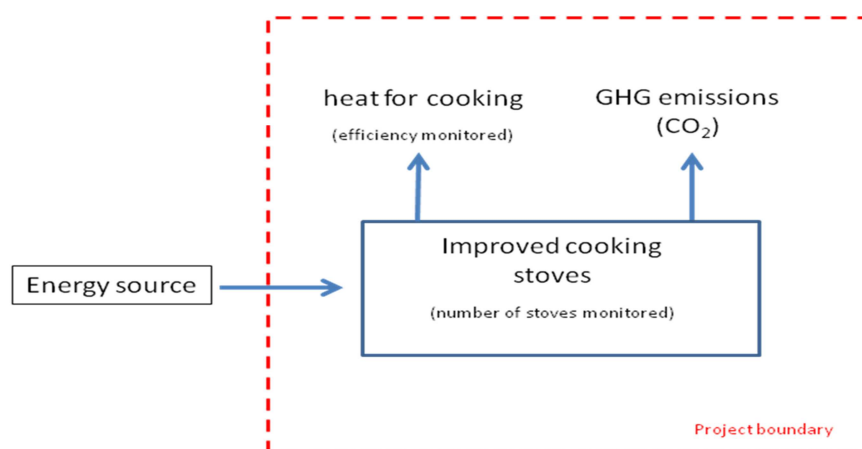 heat for cooking
(efficiency monitored)
GHG emissions
(CO₂)
Improved cooking
stoves
(number of stoves monitored)
Energy source
Project boundary